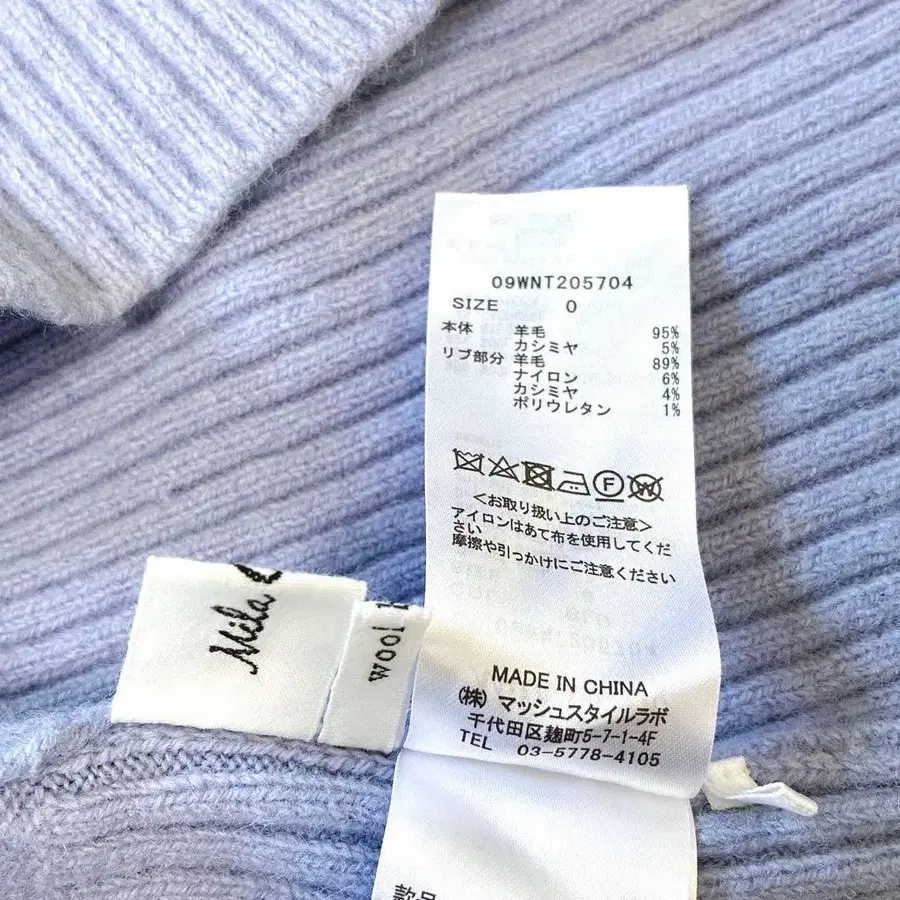 09WNT205704
SIZE 0
本体 羊毛 95%
カシミヤ 5%
リブ部分 羊毛 89%
ナイロン 6%
カシミヤ 4%
ポリウレタン 1%
F
W
<お取り扱い上のご注意>
アイロンはあて布を使用してくだ
さい
摩擦や引っかけにご注意ください
MADE IN CHINA
(株) マッシュスタイルラボ
千代田区麹町5-7-1-4F
TEL 03-5778-4105
Mila
wool